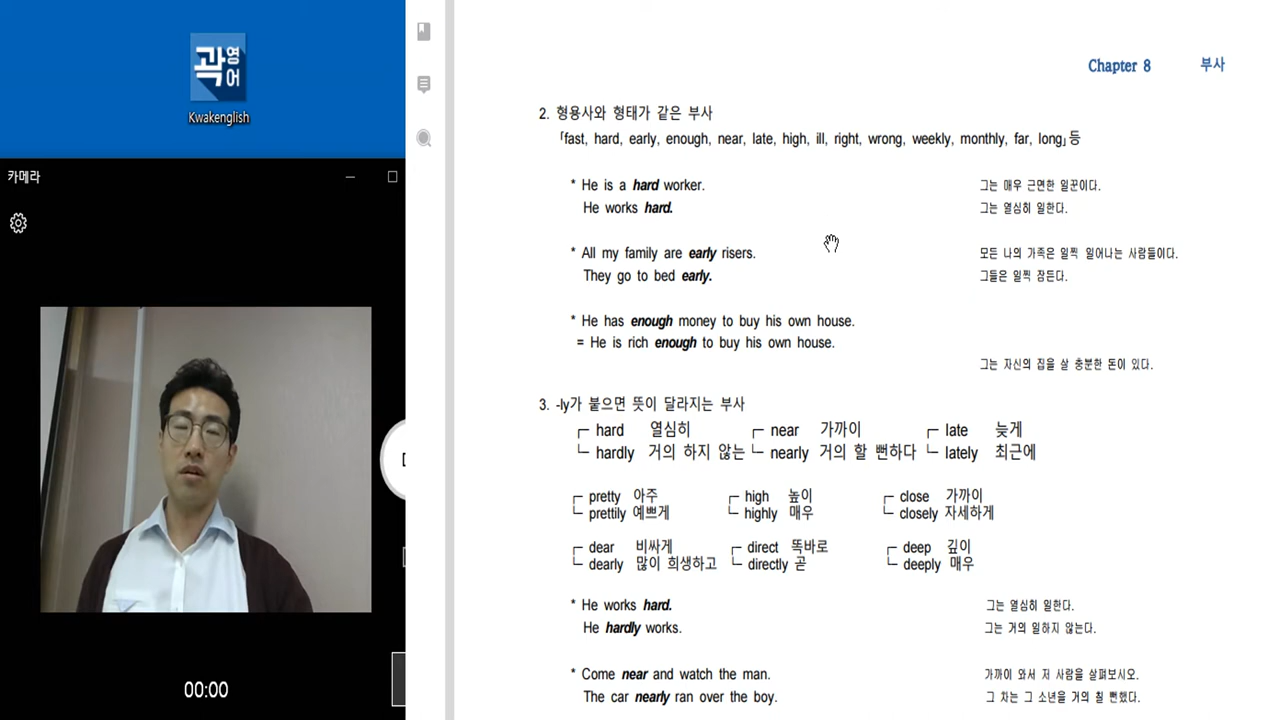 곽영어
Kwakenglish
카메라
00:00
Chapter 8 부사
2. 형용사와 형태가 같은 부사
「fast, hard, early, enough, near, late, high, ill, right, wrong, weekly, monthly, far, long」등
* He is a hard worker. 그는 매우 근면한 일꾼이다.
He works hard. 그는 열심히 일한다.
* All my family are early risers. 모든 나의 가족은 일찍 일어나는 사람들이다.
They go to bed early. 그들은 일찍 잠든다.
* He has enough money to buy his own house.
= He is rich enough to buy his own house.
그는 자신의 집을 살 충분한 돈이 있다.
3. -ly가 붙으면 뜻이 달라지는 부사
hard 열심히 near 가까이 late 늦게
hardly 거의 하지 않는 nearly 거의 할 뻔하다 lately 최근에
pretty 아주 high 높이 close 가까이
prettily 예쁘게 highly 매우 closely 자세하게
dear 비싸게 direct 똑바로 deep 깊이
dearly 많이 희생하고 directly 곧 deeply 매우
* He works hard. 그는 열심히 일한다.
He hardly works. 그는 거의 일하지 않는다.
* Come near and watch the man. 가까이 와서 저 사람을 살펴보시오.
The car nearly ran over the boy. 그 차는 그 소년을 거의 칠 뻔했다.